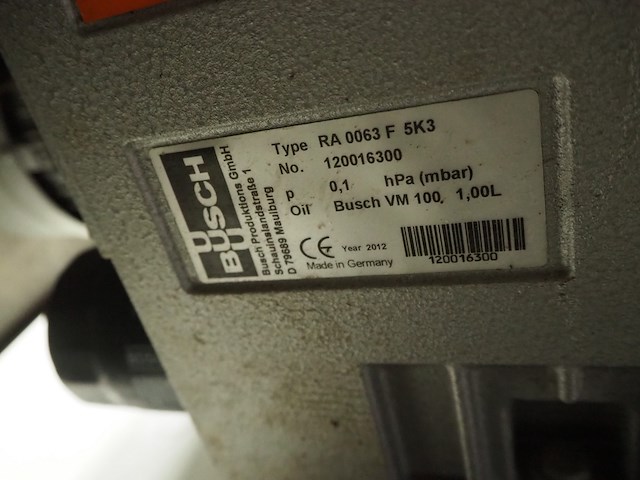 BUSCH
BU
Busch Produktions GmbH
Schauinslandstraße 1
79689 Maulburg
D
Type RA 0063 F 5K3
No. 120016300
p 0,1 hPa (mbar)
Oil Busch VM 100, 1,00L
CE Year 2012
Made in Germany
120016300